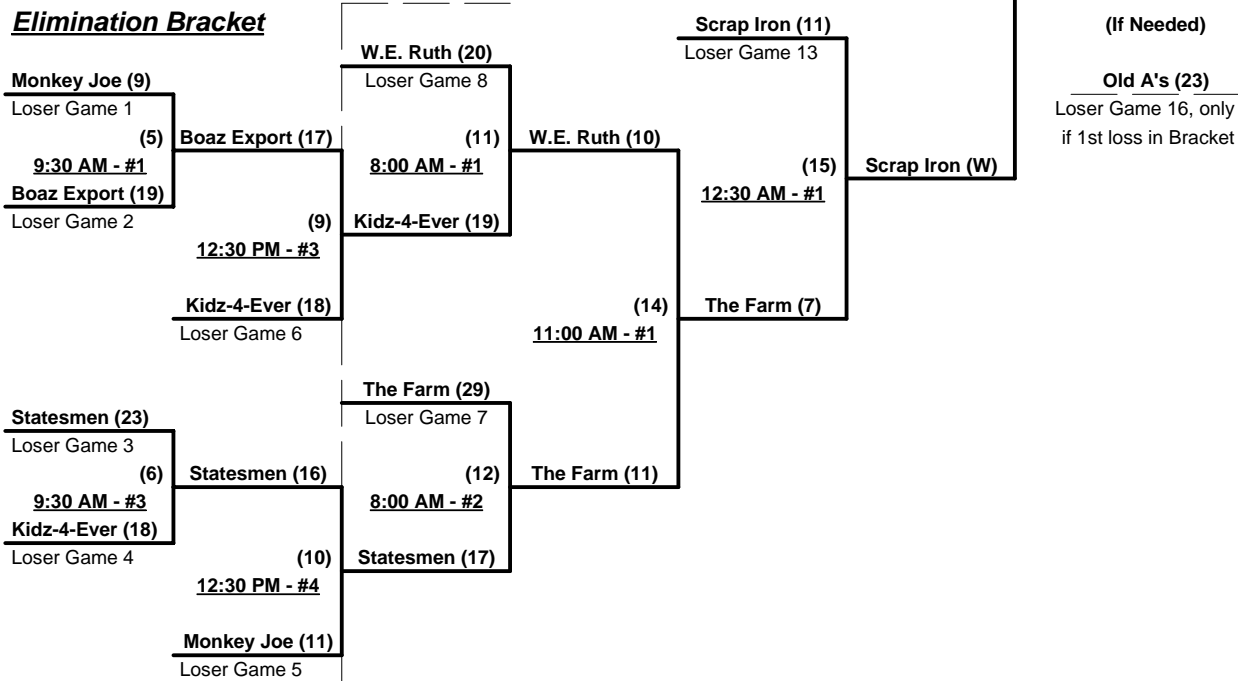 Elimination Bracket
Monkey Joe (9)
Loser Game 1
(5)
9:30 AM - #1
Boaz Export (19)
Loser Game 2
Boaz Export (17)
(9)
12:30 PM - #3
Kidz-4-Ever (18)
Loser Game 6
Statesmen (23)
Loser Game 3
(6)
9:30 AM - #3
Kidz-4-Ever (18)
Loser Game 4
Statesmen (16)
(10)
12:30 PM - #4
Monkey Joe (11)
Loser Game 5
W.E. Ruth (20)
Loser Game 8
(11)
8:00 AM - #1
Kidz-4-Ever (19)
The Farm (29)
Loser Game 7
(12)
8:00 AM - #2
Statesmen (17)
W.E. Ruth (10)
(14)
11:00 AM - #1
The Farm (11)
Scrap Iron (11)
Loser Game 13
(15)
12:30 AM - #1
The Farm (7)
Scrap Iron (W)
(If Needed)
Old A's (23)
Loser Game 16, only
if 1st loss in Bracket